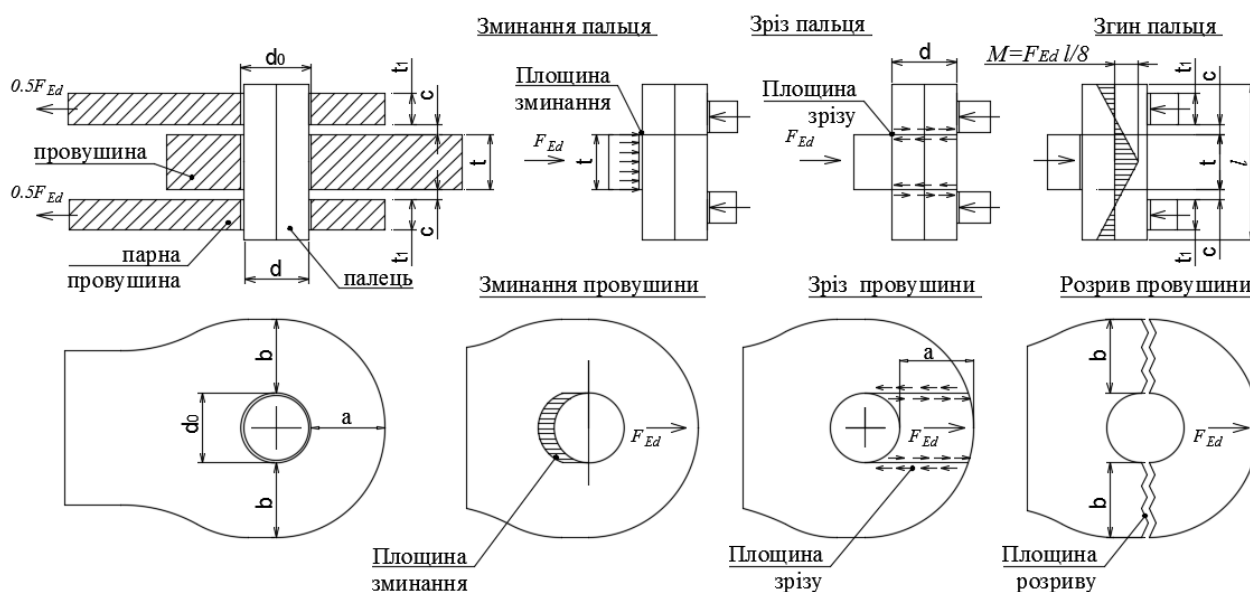 Зминання пальця
Зріз пальця
Згин пальця
d₀
0.5F_Ed
t₁
c
провушина
t
0.5F_Ed
c
t₁
парна
провушина
d
палець
Площина
зминання
F_Ed
t
d
Площина
зрізу
F_Ed
M=F_Ed l/8
t₁
c
t
l
t₁
c
Зминання провушини
Зріз провушини
Розрив провушини
b
d₀
a
b
F_Ed
Площина
зминання
a
F_Ed
Площина
зрізу
b
F_Ed
b
Площина
розриву